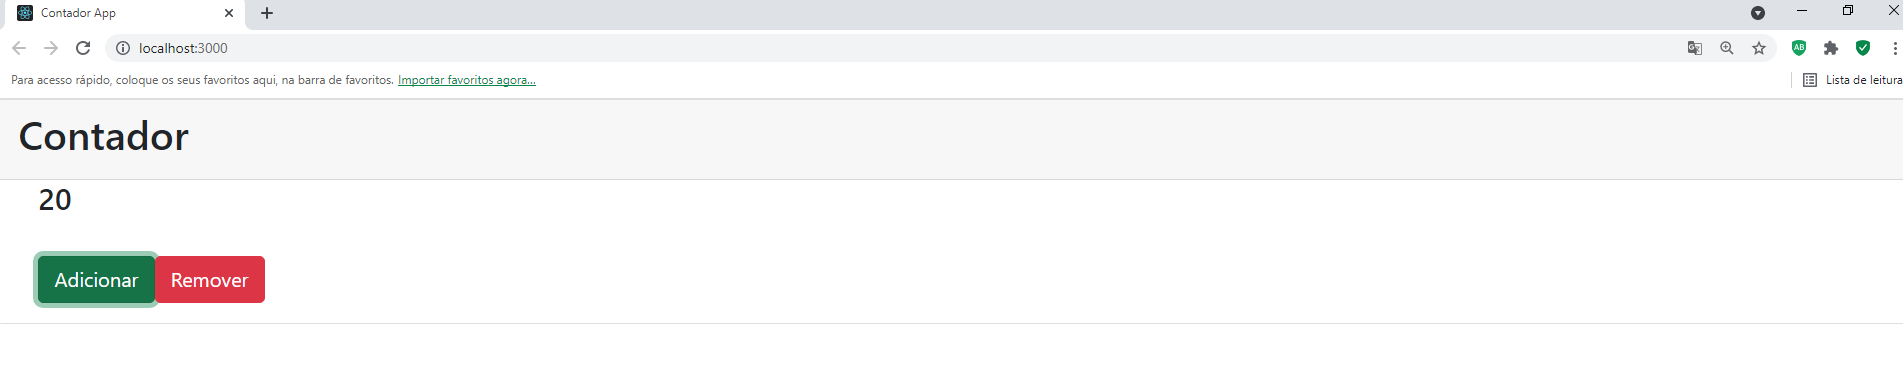 Contador App
localhost:3000
Para acesso rápido, coloque os seus favoritos aqui, na barra de favoritos. Importar favoritos agora...
Lista de leitura
Contador
20
Adicionar Remover